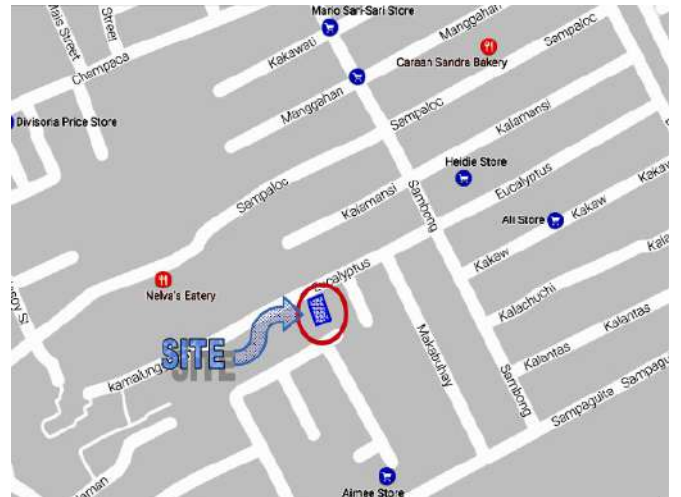 Mais Street
Street
Champaca
Mario Sari-Sari Store
Kakawati
Manggahan
Sampaloc
Caraan Sandra Bakery
Manggahan
Sampaloc
Kalamansi
Divisoria Price Store
Heidie Store
Eucalyptus
Sampaloc
Kalamansi
Sambong
Ali Store
Kakaw
Kakaw
Kakaw
Eucalyptus
Nelva's Eatery
Kalachuchi
Kalantas
SITE
Makabuhay
Kalantas
Sambong
Sampaguita
Aimee Store